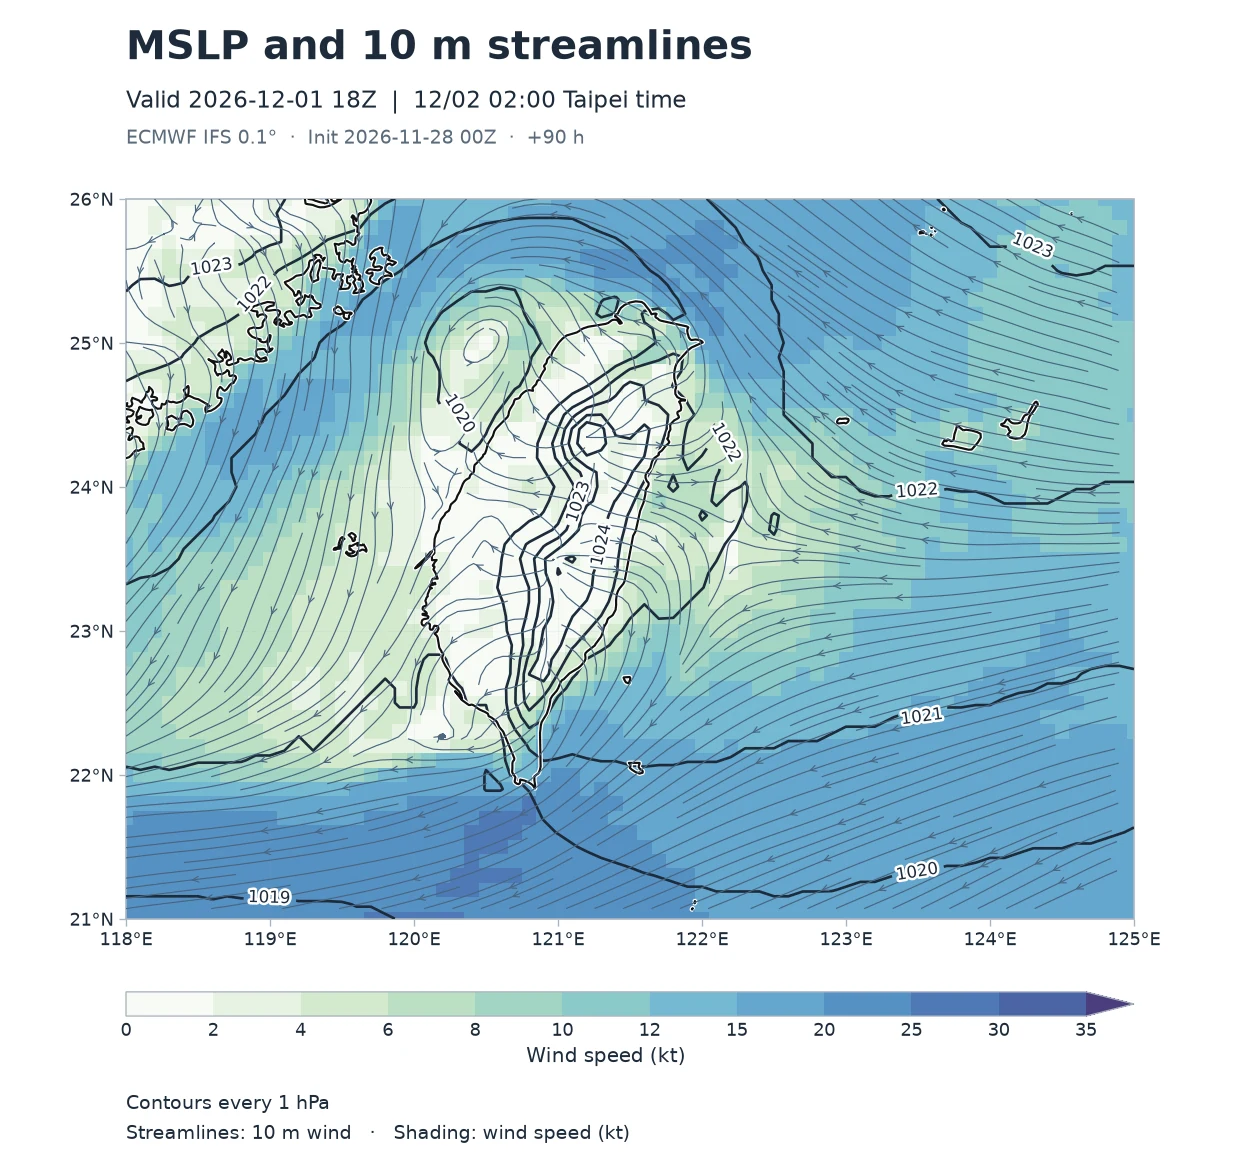 MSLP and 10 m streamlines
Valid 2026-12-01 18Z | 12/02 02:00 Taipei time
ECMWF IFS 0.1° · Init 2026-11-28 00Z · +90 h
26°N
25°N
24°N
23°N
22°N
21°N
1023
1022
1023
1020
1022
1022
1023
1024
1021
1020
1019
118°E 119°E 120°E 121°E 122°E 123°E 124°E 125°E
0 2 4 6 8 10 12 15 20 25 30 35
Wind speed (kt)
Contours every 1 hPa
Streamlines: 10 m wind · Shading: wind speed (kt)